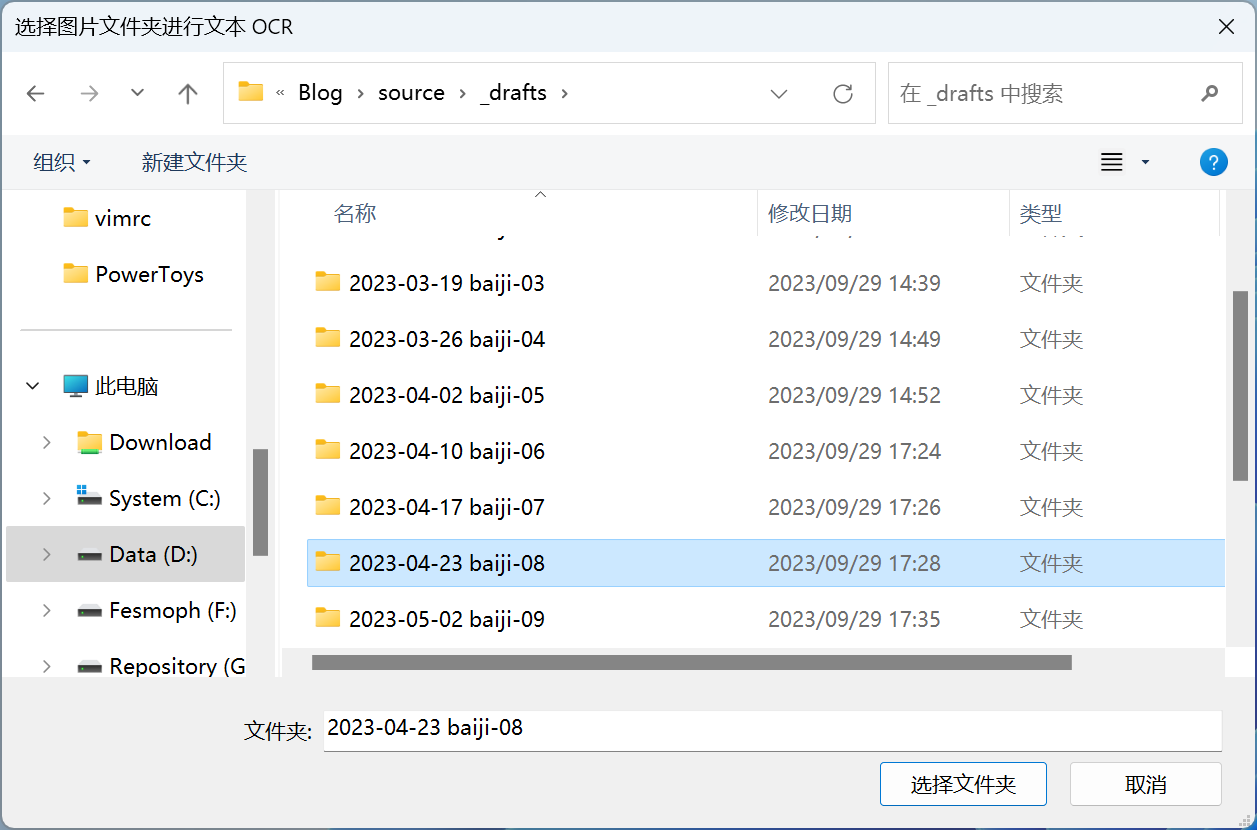 选择图片文件夹进行文本 OCR
« Blog › source › _drafts ›
在 _drafts 中搜索
组织
新建文件夹
?
vimrc
PowerToys
此电脑
Download
System (C:)
Data (D:)
Fesmoph (F:)
Repository (G
名称 修改日期 类型
2023-03-19 baiji-03 2023/09/29 14:39 文件夹
2023-03-26 baiji-04 2023/09/29 14:49 文件夹
2023-04-02 baiji-05 2023/09/29 14:52 文件夹
2023-04-10 baiji-06 2023/09/29 17:24 文件夹
2023-04-17 baiji-07 2023/09/29 17:26 文件夹
2023-04-23 baiji-08 2023/09/29 17:28 文件夹
2023-05-02 baiji-09 2023/09/29 17:35 文件夹
文件夹: 2023-04-23 baiji-08
选择文件夹 取消